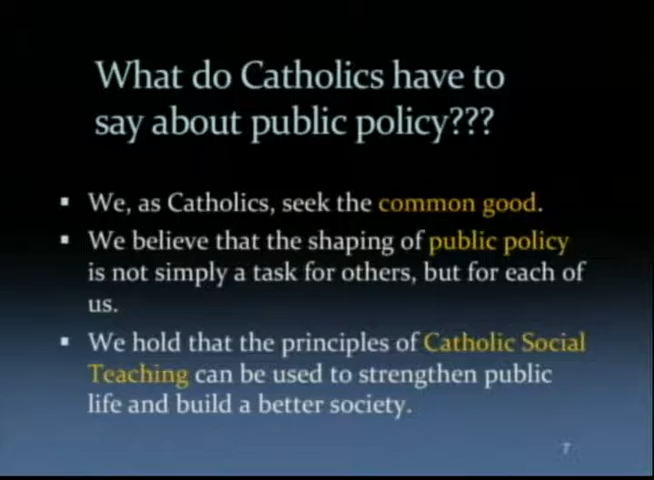 What do Catholics have to
say about public policy???
▪ We, as Catholics, seek the common good.
▪ We believe that the shaping of public policy
is not simply a task for others, but for each of
us.
▪ We hold that the principles of Catholic Social
Teaching can be used to strengthen public
life and build a better society.
7